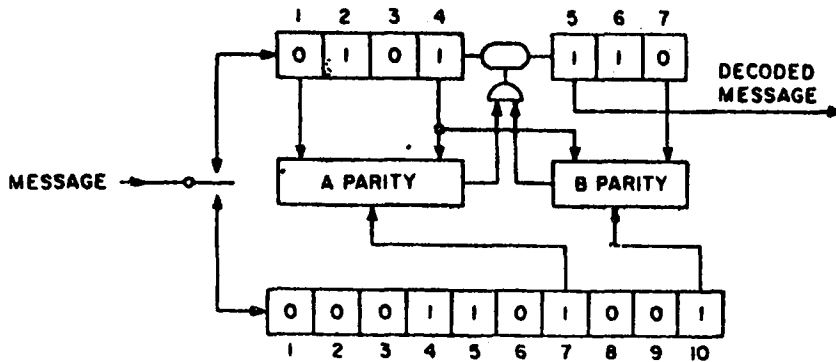 1 2 3 4 5 6 7
0 1 0 1 1 1 0
DECODED
MESSAGE
MESSAGE
A PARITY B PARITY
0 0 0 1 1 0 1 0 0 1
1 2 3 4 5 6 7 8 9 10